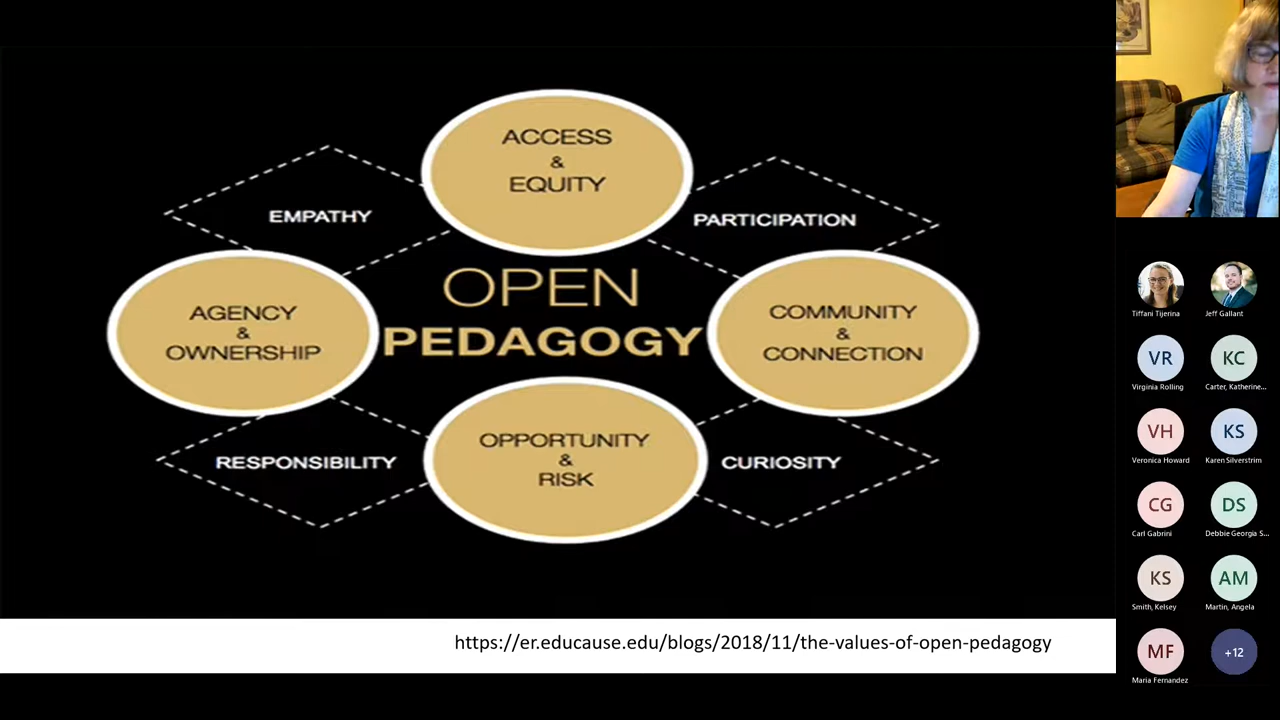 ACCESS
&
EQUITY
EMPATHY
PARTICIPATION
OPEN
PEDAGOGY
AGENCY
&
OWNERSHIP
COMMUNITY
&
CONNECTION
OPPORTUNITY
&
RISK
RESPONSIBILITY
CURIOSITY
https://er.educause.edu/blogs/2018/11/the-values-of-open-pedagogy
Tiffani Tijerina
Jeff Gallant
VR
KC
Virginia Rolling
Carter, Katherine...
VH
KS
Veronica Howard
Karen Silverstrim
CG
DS
Carl Gabrini
Debbie Georgia S...
KS
AM
Smith, Kelsey
Martin, Angela
MF
+12
Maria Fernandez